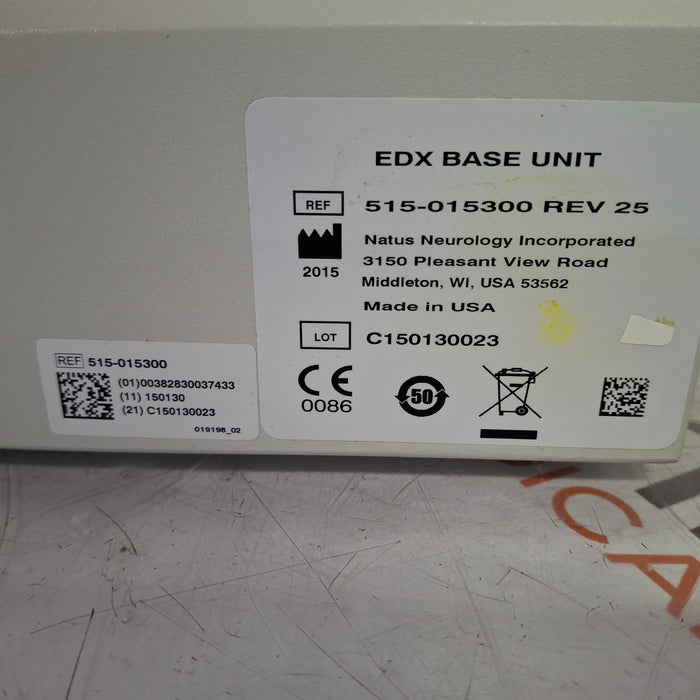 EDX BASE UNIT
REF 515-015300 REV 25
Natus Neurology Incorporated
3150 Pleasant View Road
2015
Middleton, WI, USA 53562
Made in USA
LOT C150130023
CE
0086
50
REF 515-015300
(01)00382830037433
(11) 150130
(21) C150130023
019198_02
ICA